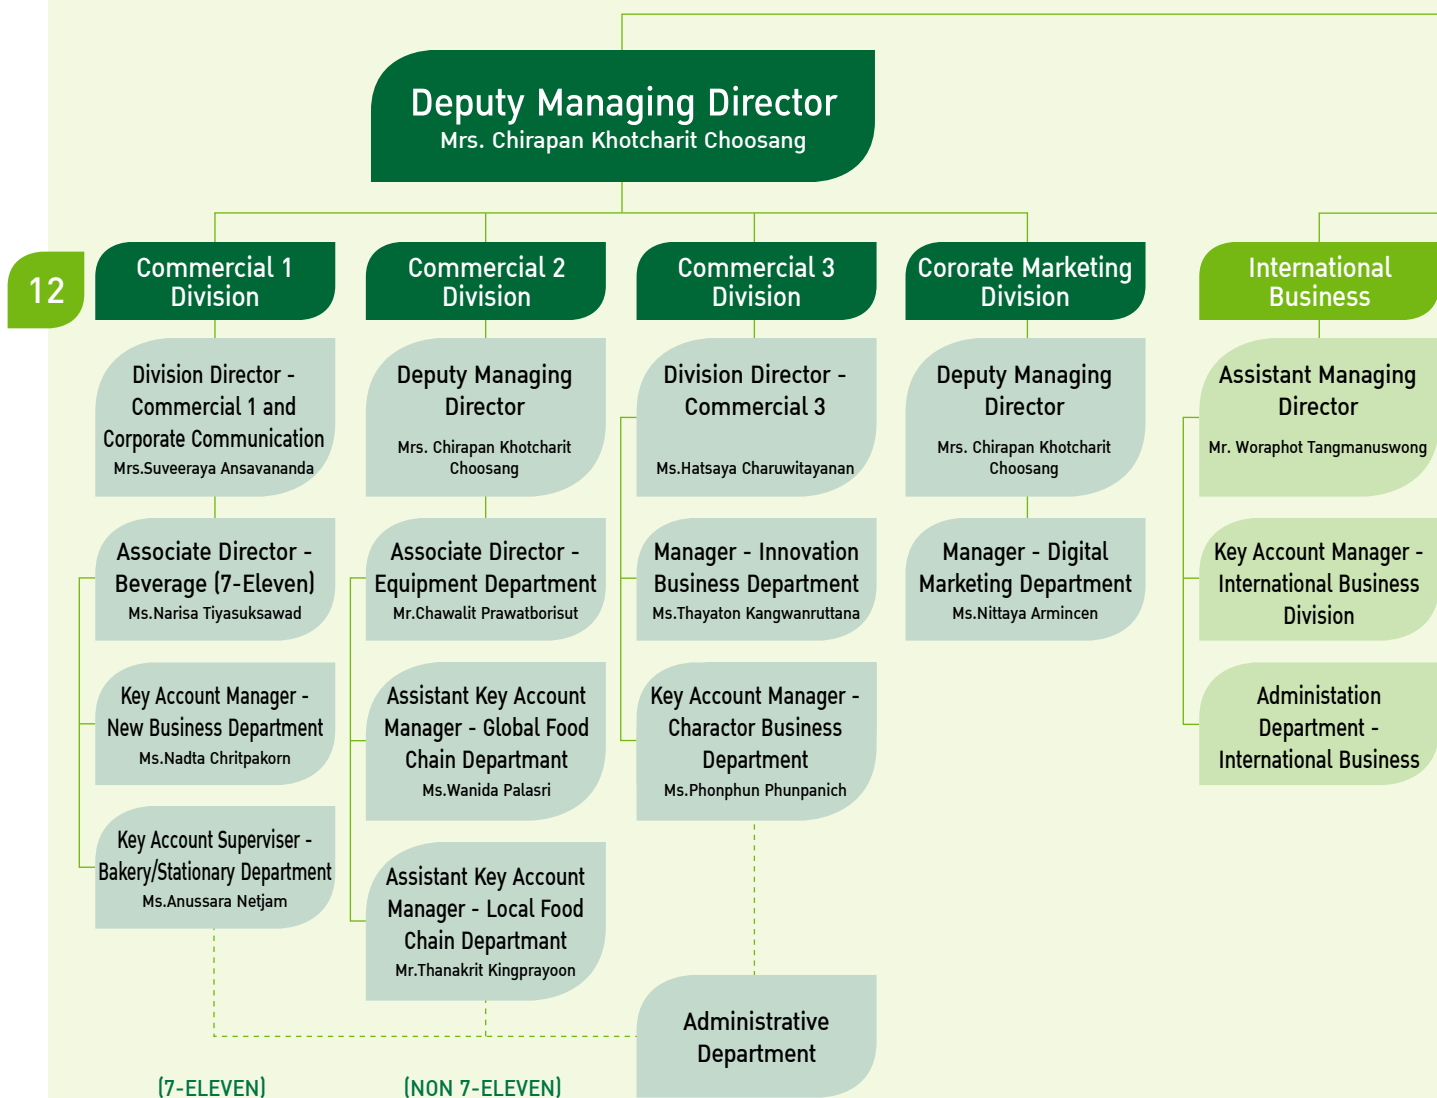 Deputy Managing Director
Mrs. Chirapan Khotcharit Choosang
12
Commercial 1
Division
Commercial 2
Division
Commercial 3
Division
Cororate Marketing
Division
International
Business
Division Director -
Commercial 1 and
Corporate Communication
Mrs.Suveeraya Ansavananda
Deputy Managing
Director
Mrs. Chirapan Khotcharit
Choosang
Division Director -
Commercial 3
Ms.Hatsaya Charuwitayanan
Deputy Managing
Director
Mrs. Chirapan Khotcharit
Choosang
Assistant Managing
Director
Mr. Woraphot Tangmanuswong
Associate Director -
Beverage (7-Eleven)
Ms.Narisa Tiyasuksawad
Associate Director -
Equipment Department
Mr.Chawalit Prawatborisut
Manager - Innovation
Business Department
Ms.Thayaton Kangwanruttana
Manager - Digital
Marketing Department
Ms.Nittaya Armincen
Key Account Manager -
International Business
Division
Key Account Manager -
New Business Department
Ms.Nadta Chritpakorn
Assistant Key Account
Manager - Global Food
Chain Departmant
Ms.Wanida Palasri
Key Account Manager -
Charactor Business
Department
Ms.Phonphun Phunpanich
Administation
Department -
International Business
Key Account Superviser -
Bakery/Stationary Department
Ms.Anussara Netjam
Assistant Key Account
Manager - Local Food
Chain Departmant
Mr.Thanakrit Kingprayoon
Administrative
Department
(7-ELEVEN)
(NON 7-ELEVEN)